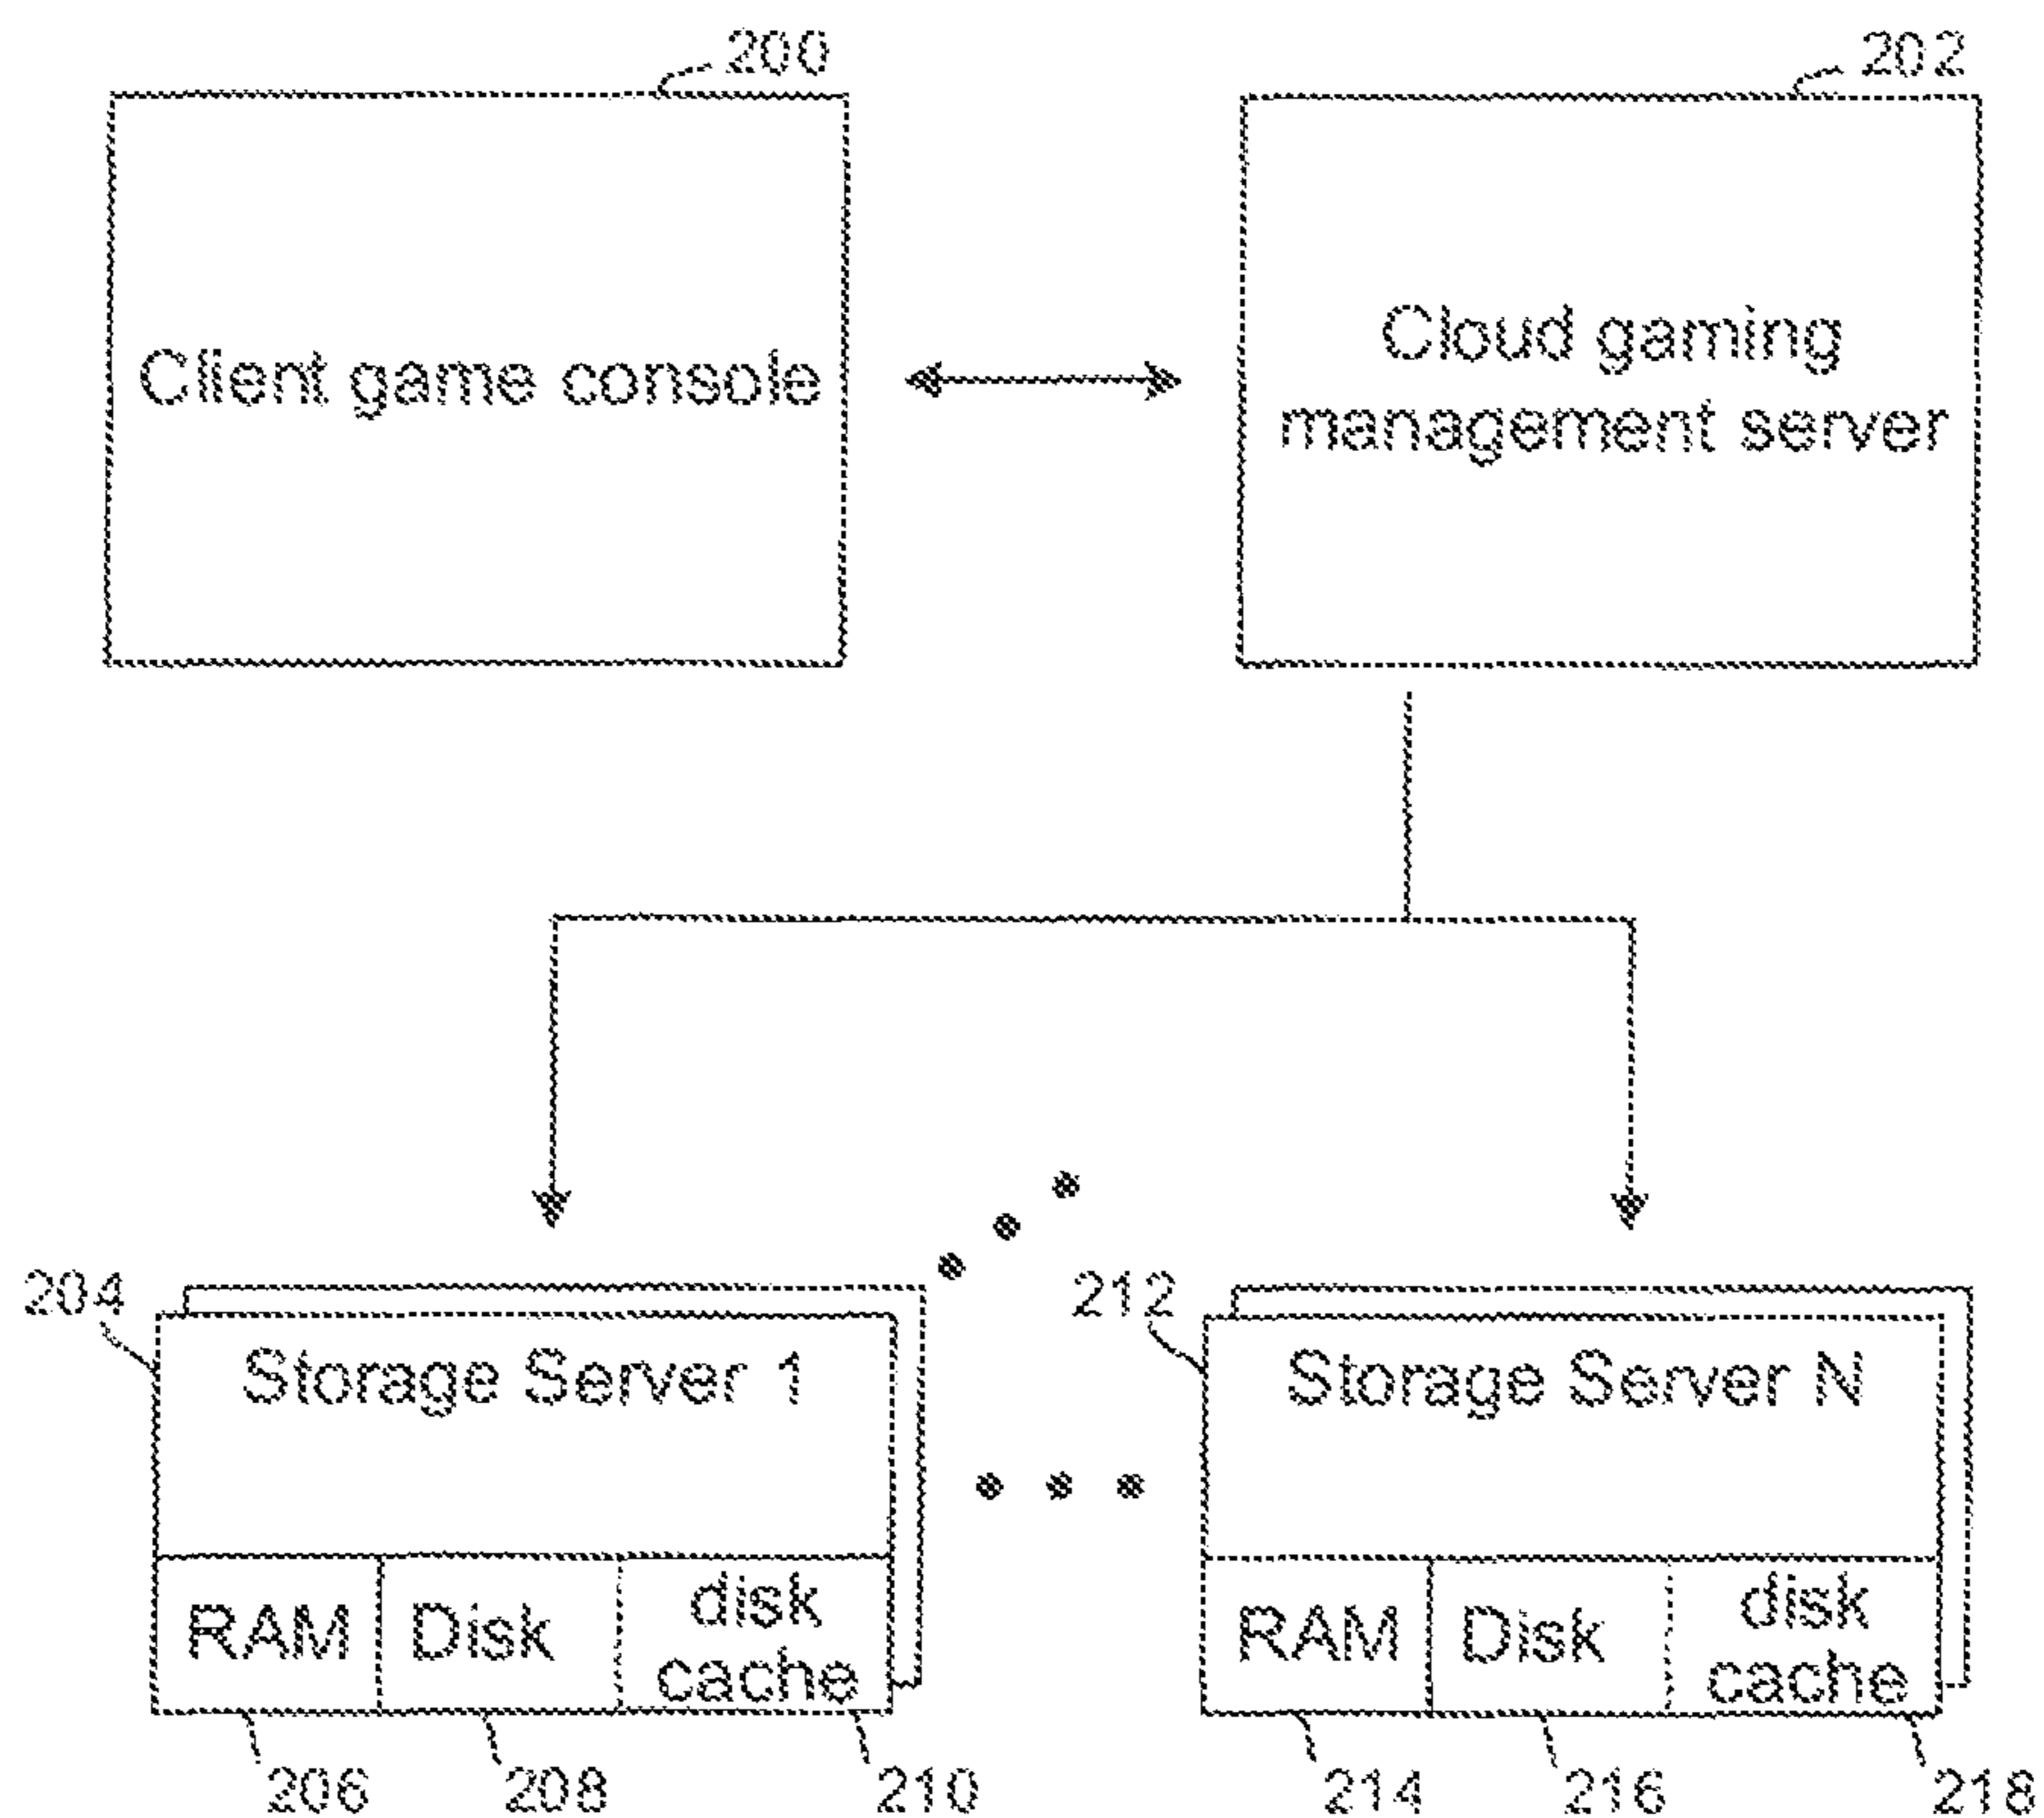 200
202
Client game console
Cloud gaming
management server
204
212
Storage Server 1
Storage Server N
RAM
Disk
disk
cache
RAM
Disk
disk
cache
206
208
210
214
216
218